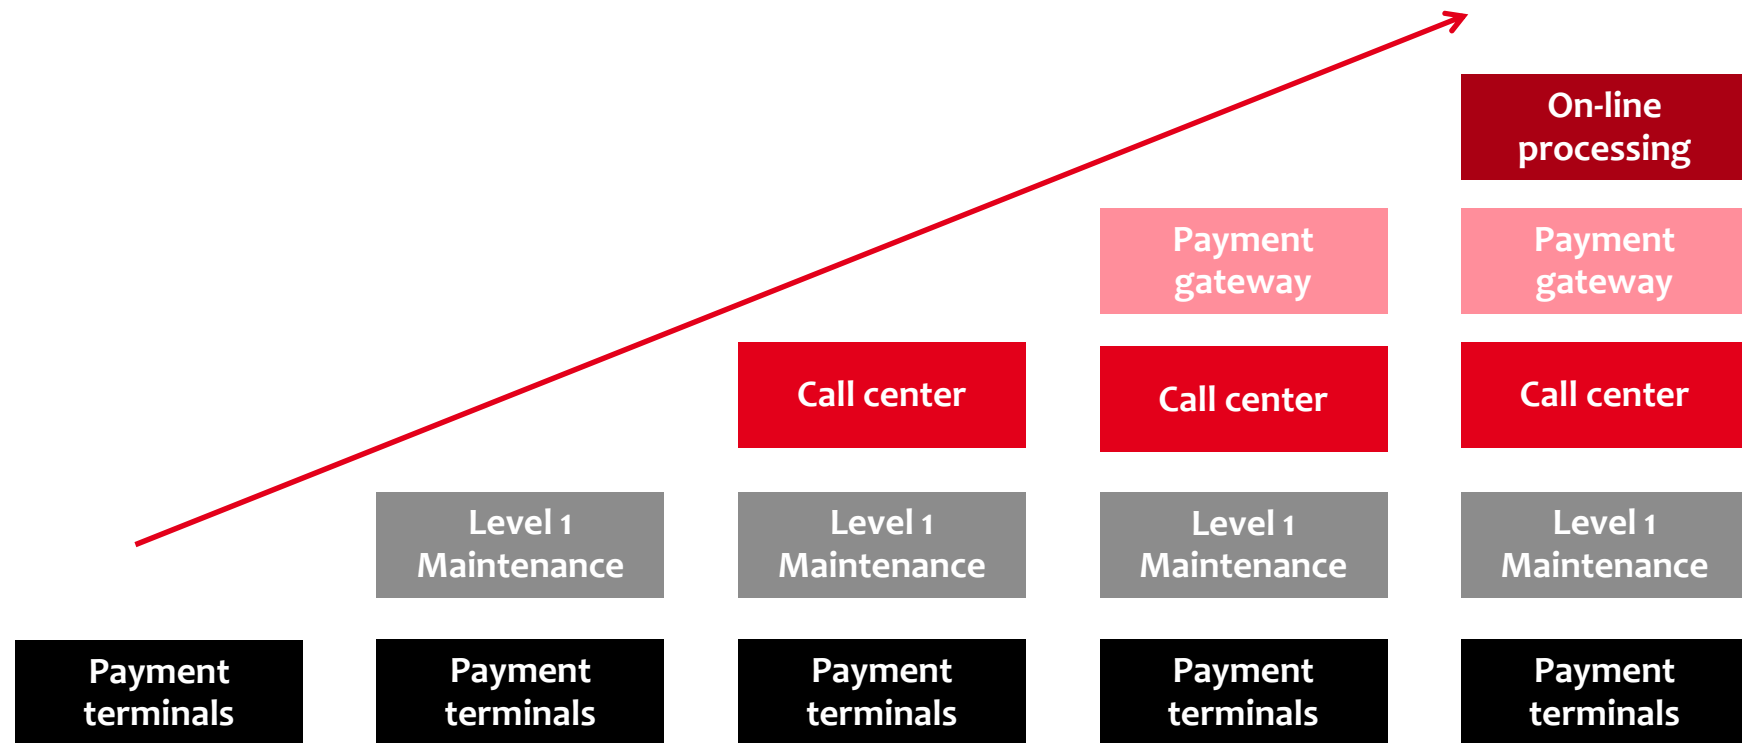 On-line
processing
Payment
gateway
Payment
gateway
Call center
Call center
Call center
Level 1
Maintenance
Level 1
Maintenance
Level 1
Maintenance
Level 1
Maintenance
Payment
terminals
Payment
terminals
Payment
terminals
Payment
terminals
Payment
terminals